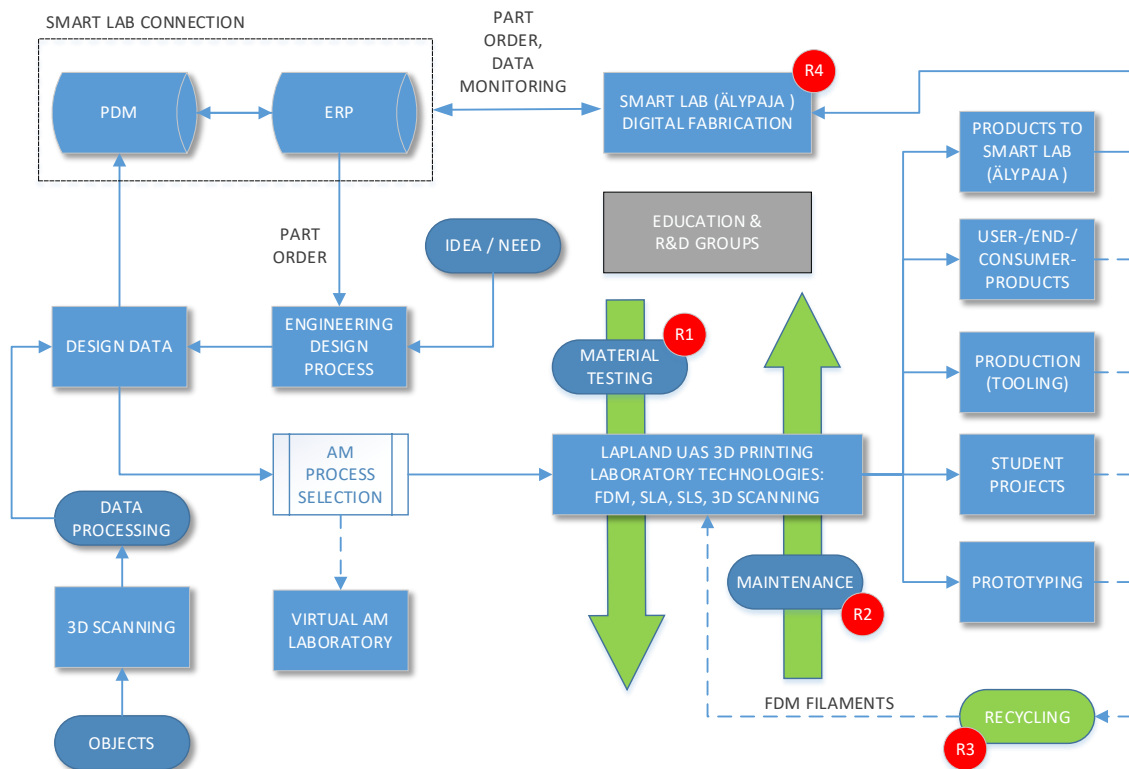 SMART LAB CONNECTION
PDM
ERP
PART
ORDER,
DATA
MONITORING
R4
SMART LAB (ÄLYPAJA )
DIGITAL FABRICATION
PRODUCTS TO
SMART LAB
(ÄLYPAJA )
EDUCATION &
R&D GROUPS
PART
ORDER
IDEA / NEED
USER-/END-/
CONSUMER-
PRODUCTS
DESIGN DATA
ENGINEERING
DESIGN
PROCESS
R1
MATERIAL
TESTING
PRODUCTION
(TOOLING)
AM
PROCESS
SELECTION
LAPLAND UAS 3D PRINTING
LABORATORY TECHNOLOGIES:
FDM, SLA, SLS, 3D SCANNING
STUDENT
PROJECTS
DATA
PROCESSING
MAINTENANCE
R2
PROTOTYPING
3D SCANNING
VIRTUAL AM
LABORATORY
FDM FILAMENTS
RECYCLING
R3
OBJECTS